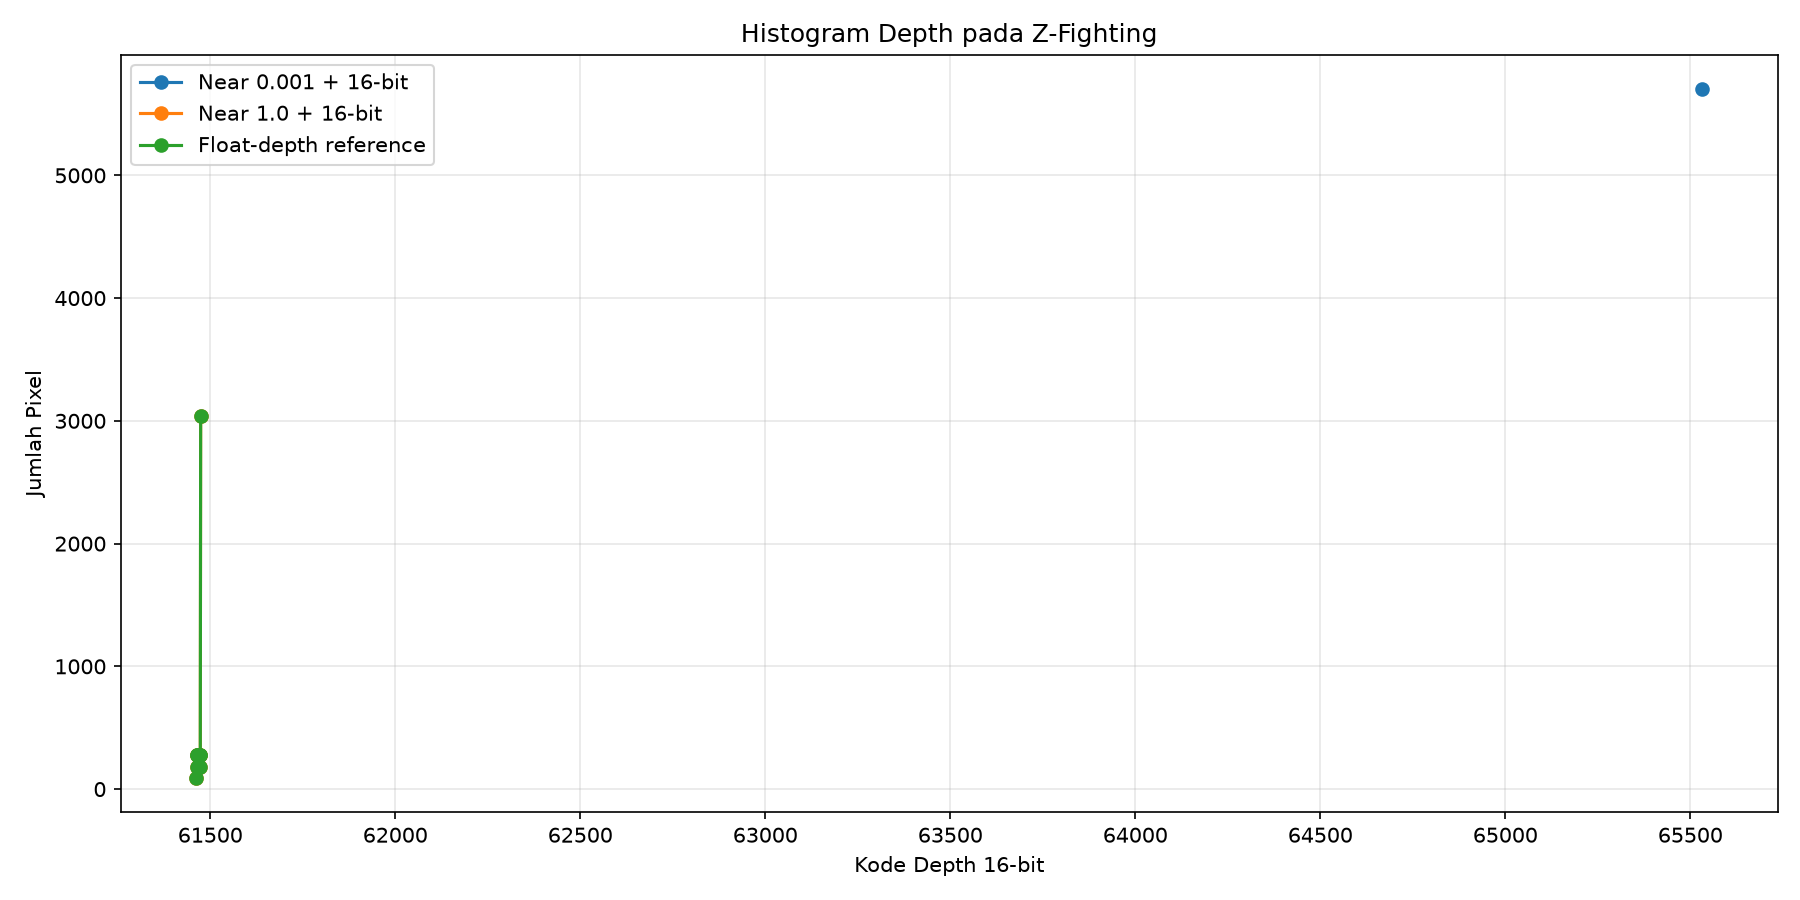 Histogram Depth pada Z-Fighting
Near 0.001 + 16-bit
Near 1.0 + 16-bit
Float-depth reference
Jumlah Pixel
5000
4000
3000
2000
1000
0
61500 62000 62500 63000 63500 64000 64500 65000 65500
Kode Depth 16-bit